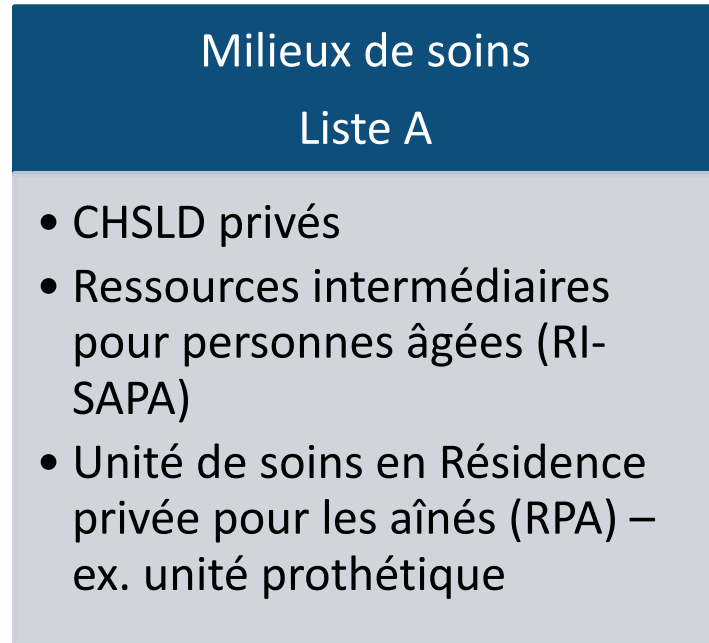 Milieux de soins
Liste A
• CHSLD privés
• Ressources intermédiaires
pour personnes âgées (RI-
SAPA)
• Unité de soins en Résidence
privée pour les aînés (RPA) –
ex. unité prothétique